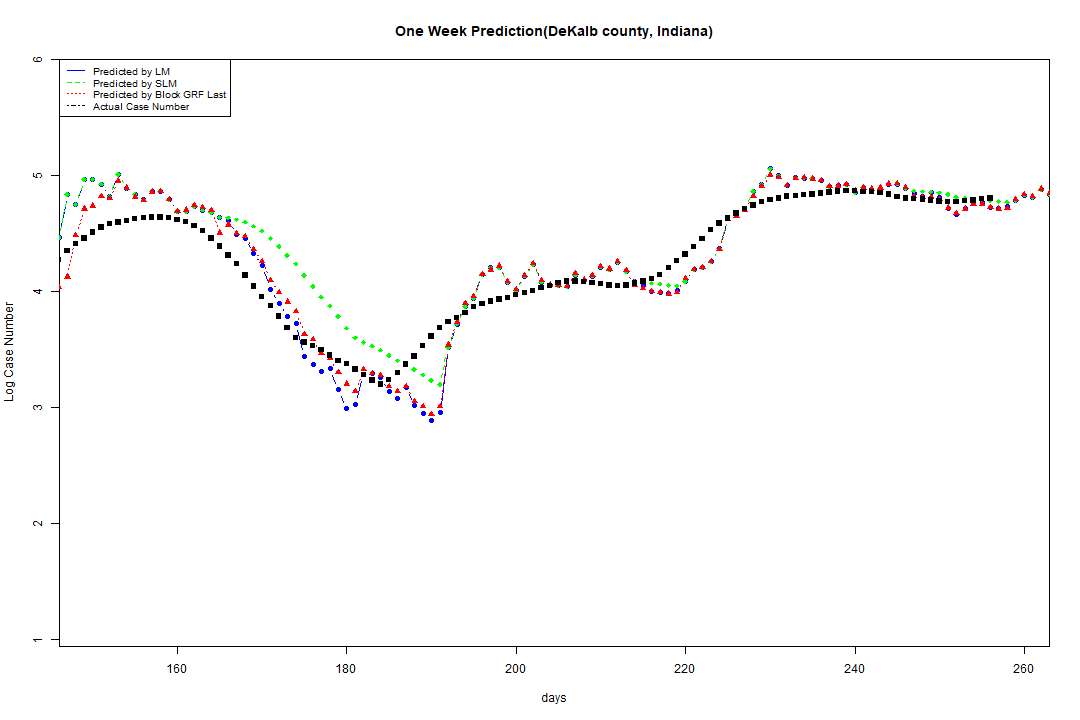 One Week Prediction(DeKalb county, Indiana)
Predicted by LM
Predicted by SLM
Predicted by Block GRF Last
Actual Case Number
6
5
4
3
2
1
Log Case Number
160 180 200 220 240 260
days